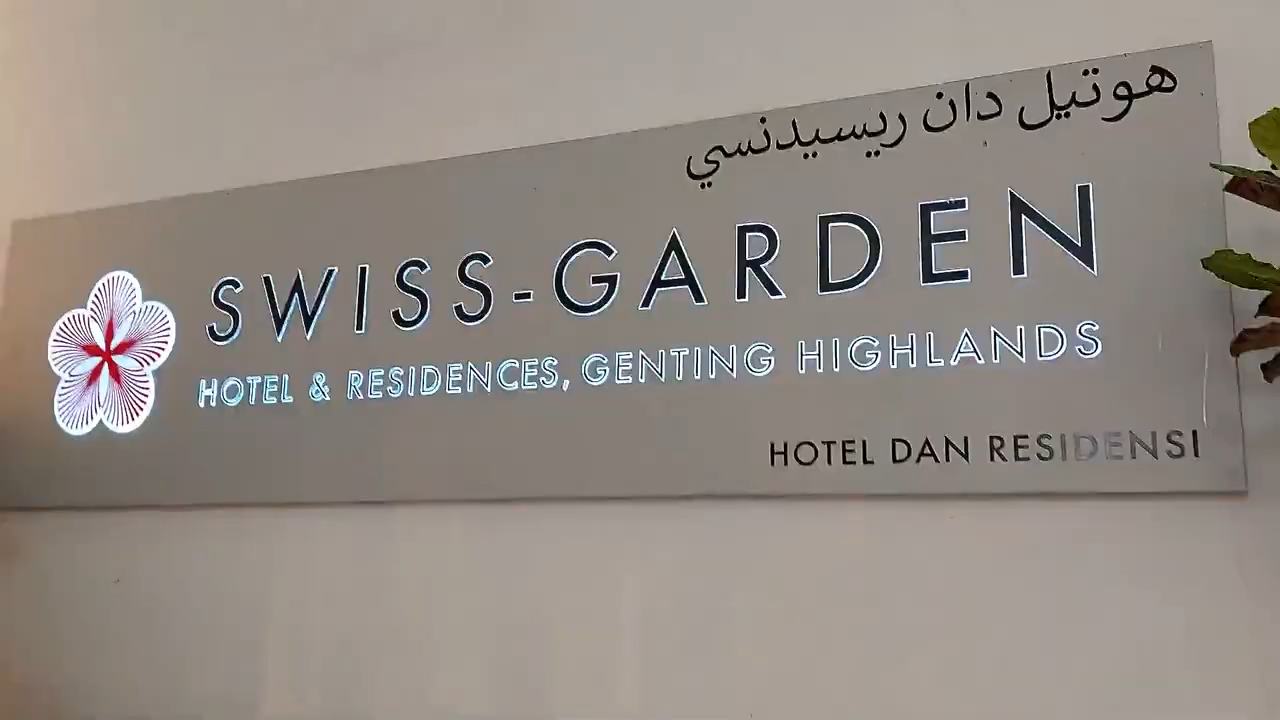 هوتيل دان ريسيدنسي
SWISS-GARDEN
HOTEL & RESIDENCES, GENTING HIGHLANDS
HOTEL DAN RESIDENSI